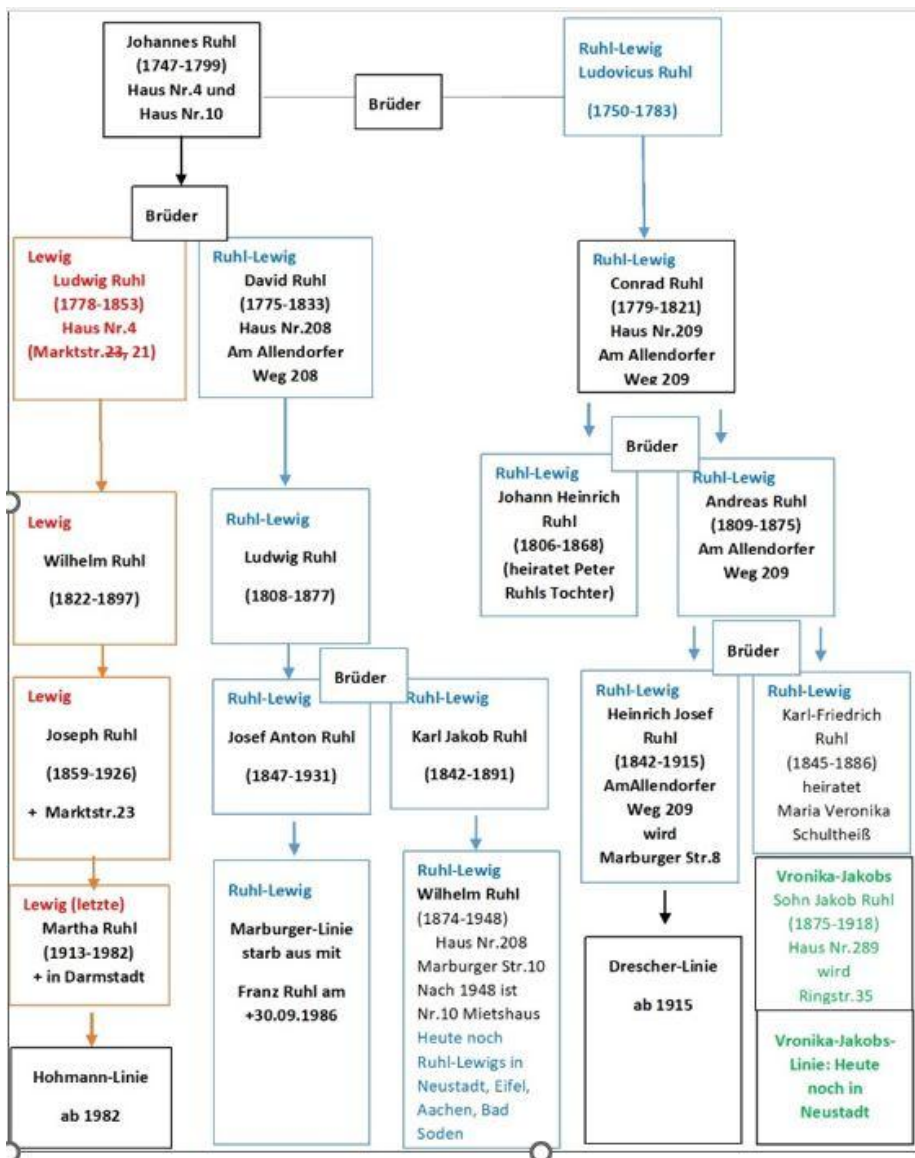 Johannes Ruhl
(1747-1799)
Haus Nr.4 und
Haus Nr.10
Brüder
Ruhl-Lewig
Ludovicus Ruhl
(1750-1783)
Brüder
Lewig
Ludwig Ruhl
(1778-1853)
Haus Nr.4
(Marktstr.23, 21)
Ruhl-Lewig
David Ruhl
(1775-1833)
Haus Nr.208
Am Allendorfer
Weg 208
Ruhl-Lewig
Conrad Ruhl
(1779-1821)
Haus Nr.209
Am Allendorfer
Weg 209
Brüder
Ruhl-Lewig
Johann Heinrich
Ruhl
(1806-1868)
(heiratet Peter
Ruhls Tochter)
Ruhl-Lewig
Andreas Ruhl
(1809-1875)
Am Allendorfer
Weg 209
Lewig
Wilhelm Ruhl
(1822-1897)
Ruhl-Lewig
Ludwig Ruhl
(1808-1877)
Brüder
Brüder
Lewig
Joseph Ruhl
(1859-1926)
+ Marktstr.23
Ruhl-Lewig
Josef Anton Ruhl
(1847-1931)
Ruhl-Lewig
Karl Jakob Ruhl
(1842-1891)
Ruhl-Lewig
Heinrich Josef
Ruhl
(1842-1915)
AmAllendorfer
Weg 209
wird
Marburger Str.8
Ruhl-Lewig
Karl-Friedrich
Ruhl
(1845-1886)
heiratet
Maria Veronika
Schultheiß
Lewig (letzte)
Martha Ruhl
(1913-1982)
+ in Darmstadt
Ruhl-Lewig
Marburger-Linie
starb aus mit
Franz Ruhl am
+30.09.1986
Ruhl-Lewig
Wilhelm Ruhl
(1874-1948)
Haus Nr.208
Marburger Str.10
Nach 1948 ist
Nr.10 Mietshaus
Heute noch
Ruhl-Lewigs in
Neustadt, Eifel,
Aachen, Bad
Soden
Drescher-Linie
ab 1915
Vronika-Jakobs
Sohn Jakob Ruhl
(1875-1918)
Haus Nr.289
wird
Ringstr.35
Hohmann-Linie
ab 1982
Vronika-Jakobs-
Linie: Heute
noch in
Neustadt